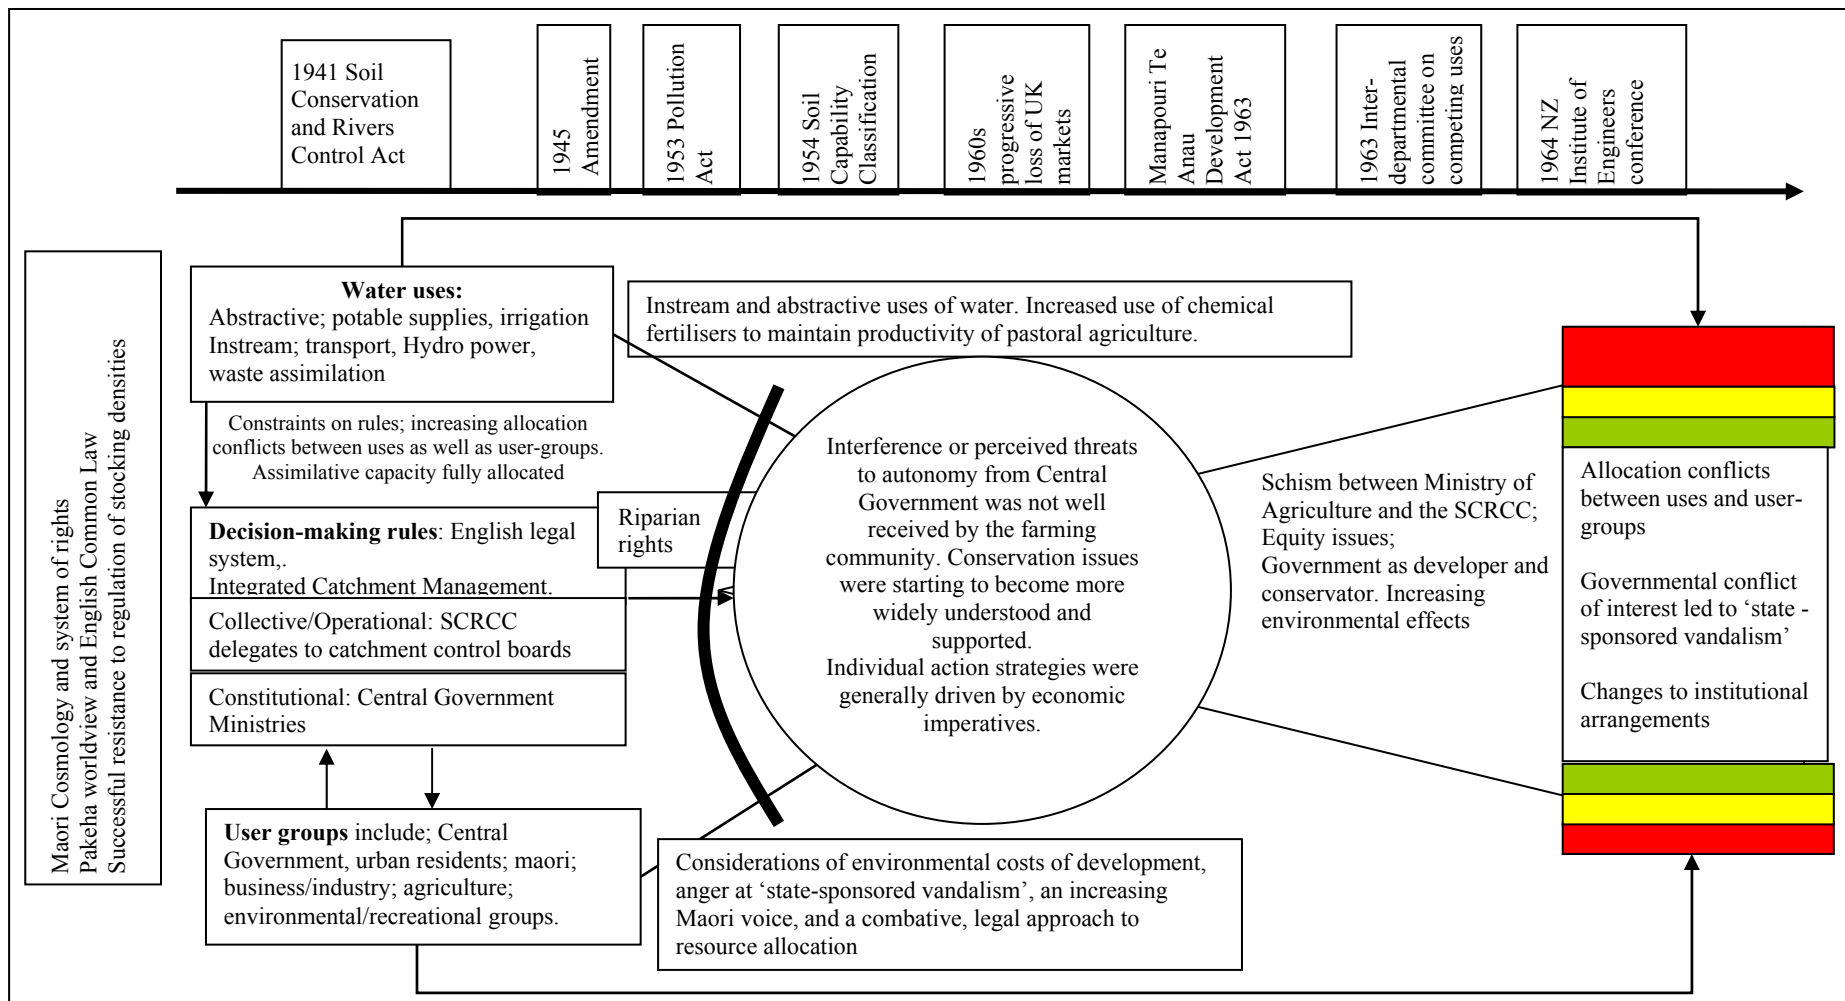 1941 Soil
Conservation
and Rivers
Control Act
1945
Amendment
1953 Pollution
Act
1954 Soil
Capability
Classification
1960s
progressive
loss of UK
markets
Manapouri Te
Anau
Development
Act 1963
1963 Inter-
departmental
committee on
competing uses
1964 NZ
Institute of
Engineers
conference
Maori Cosmology and system of rights
Pakeha worldview and English Common Law
Successful resistance to regulation of stocking densities
Water uses:
Abstractive; potable supplies, irrigation
Instream; transport, Hydro power,
waste assimilation
Instream and abstractive uses of water. Increased use of chemical
fertilisers to maintain productivity of pastoral agriculture.
Constraints on rules; increasing allocation
conflicts between uses as well as user-groups.
Assimilative capacity fully allocated
Decision-making rules: English legal
system,.
Integrated Catchment Management.
Riparian
rights
Collective/Operational: SCRCC
delegates to catchment control boards
Constitutional: Central Government
Ministries
Interference or perceived threats
to autonomy from Central
Government was not well
received by the farming
community. Conservation issues
were starting to become more
widely understood and
supported.
Individual action strategies were
generally driven by economic
imperatives.
Schism between Ministry of
Agriculture and the SCRCC;
Equity issues;
Government as developer and
conservator. Increasing
environmental effects
Allocation conflicts
between uses and user-
groups
Governmental conflict
of interest led to ‘state -
sponsored vandalism’
Changes to institutional
arrangements
User groups include; Central
Government, urban residents; maori;
business/industry; agriculture;
environmental/recreational groups.
Considerations of environmental costs of development,
anger at ‘state-sponsored vandalism’, an increasing
Maori voice, and a combative, legal approach to
resource allocation